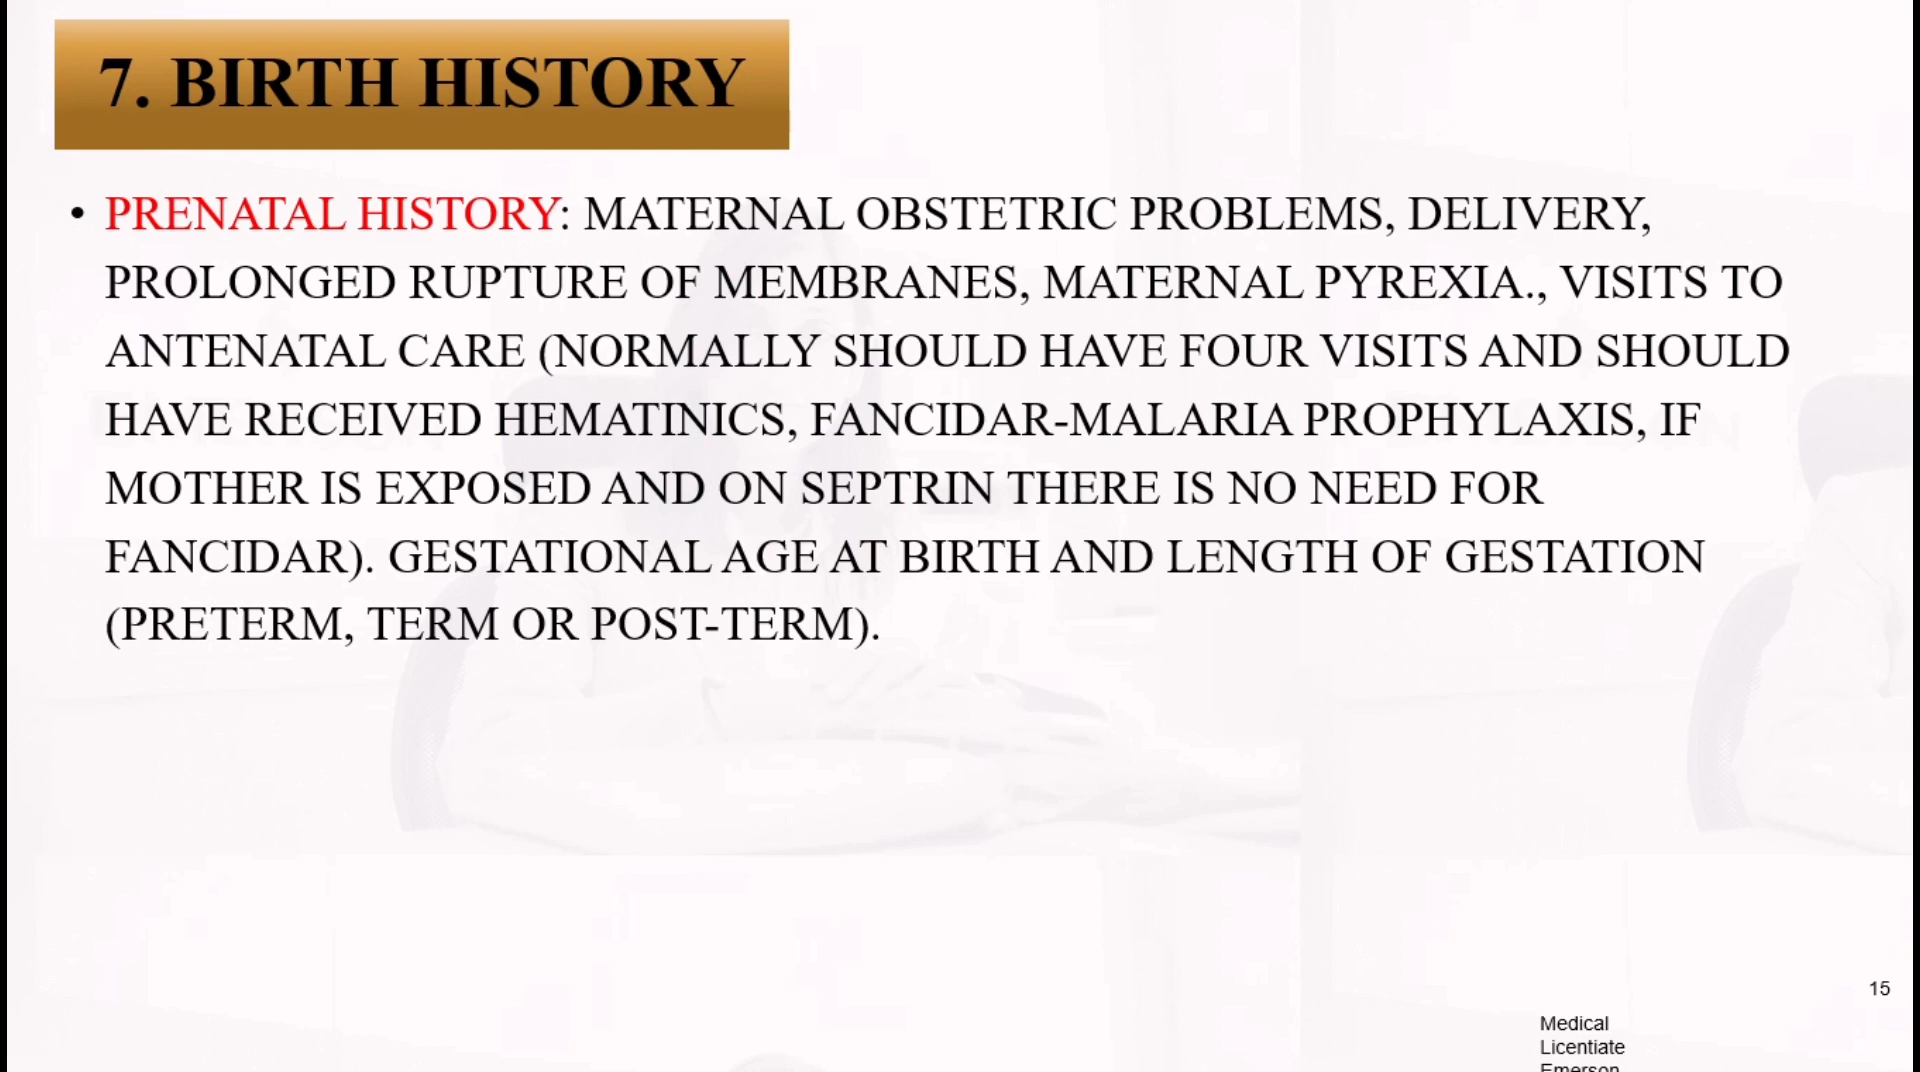 7. BIRTH HISTORY
• PRENATAL HISTORY: MATERNAL OBSTETRIC PROBLEMS, DELIVERY,
PROLONGED RUPTURE OF MEMBRANES, MATERNAL PYREXIA., VISITS TO
ANTENATAL CARE (NORMALLY SHOULD HAVE FOUR VISITS AND SHOULD
HAVE RECEIVED HEMATINICS, FANCIDAR-MALARIA PROPHYLAXIS, IF
MOTHER IS EXPOSED AND ON SEPTRIN THERE IS NO NEED FOR
FANCIDAR). GESTATIONAL AGE AT BIRTH AND LENGTH OF GESTATION
(PRETERM, TERM OR POST-TERM).
15
Medical
Licentiate
Emerson